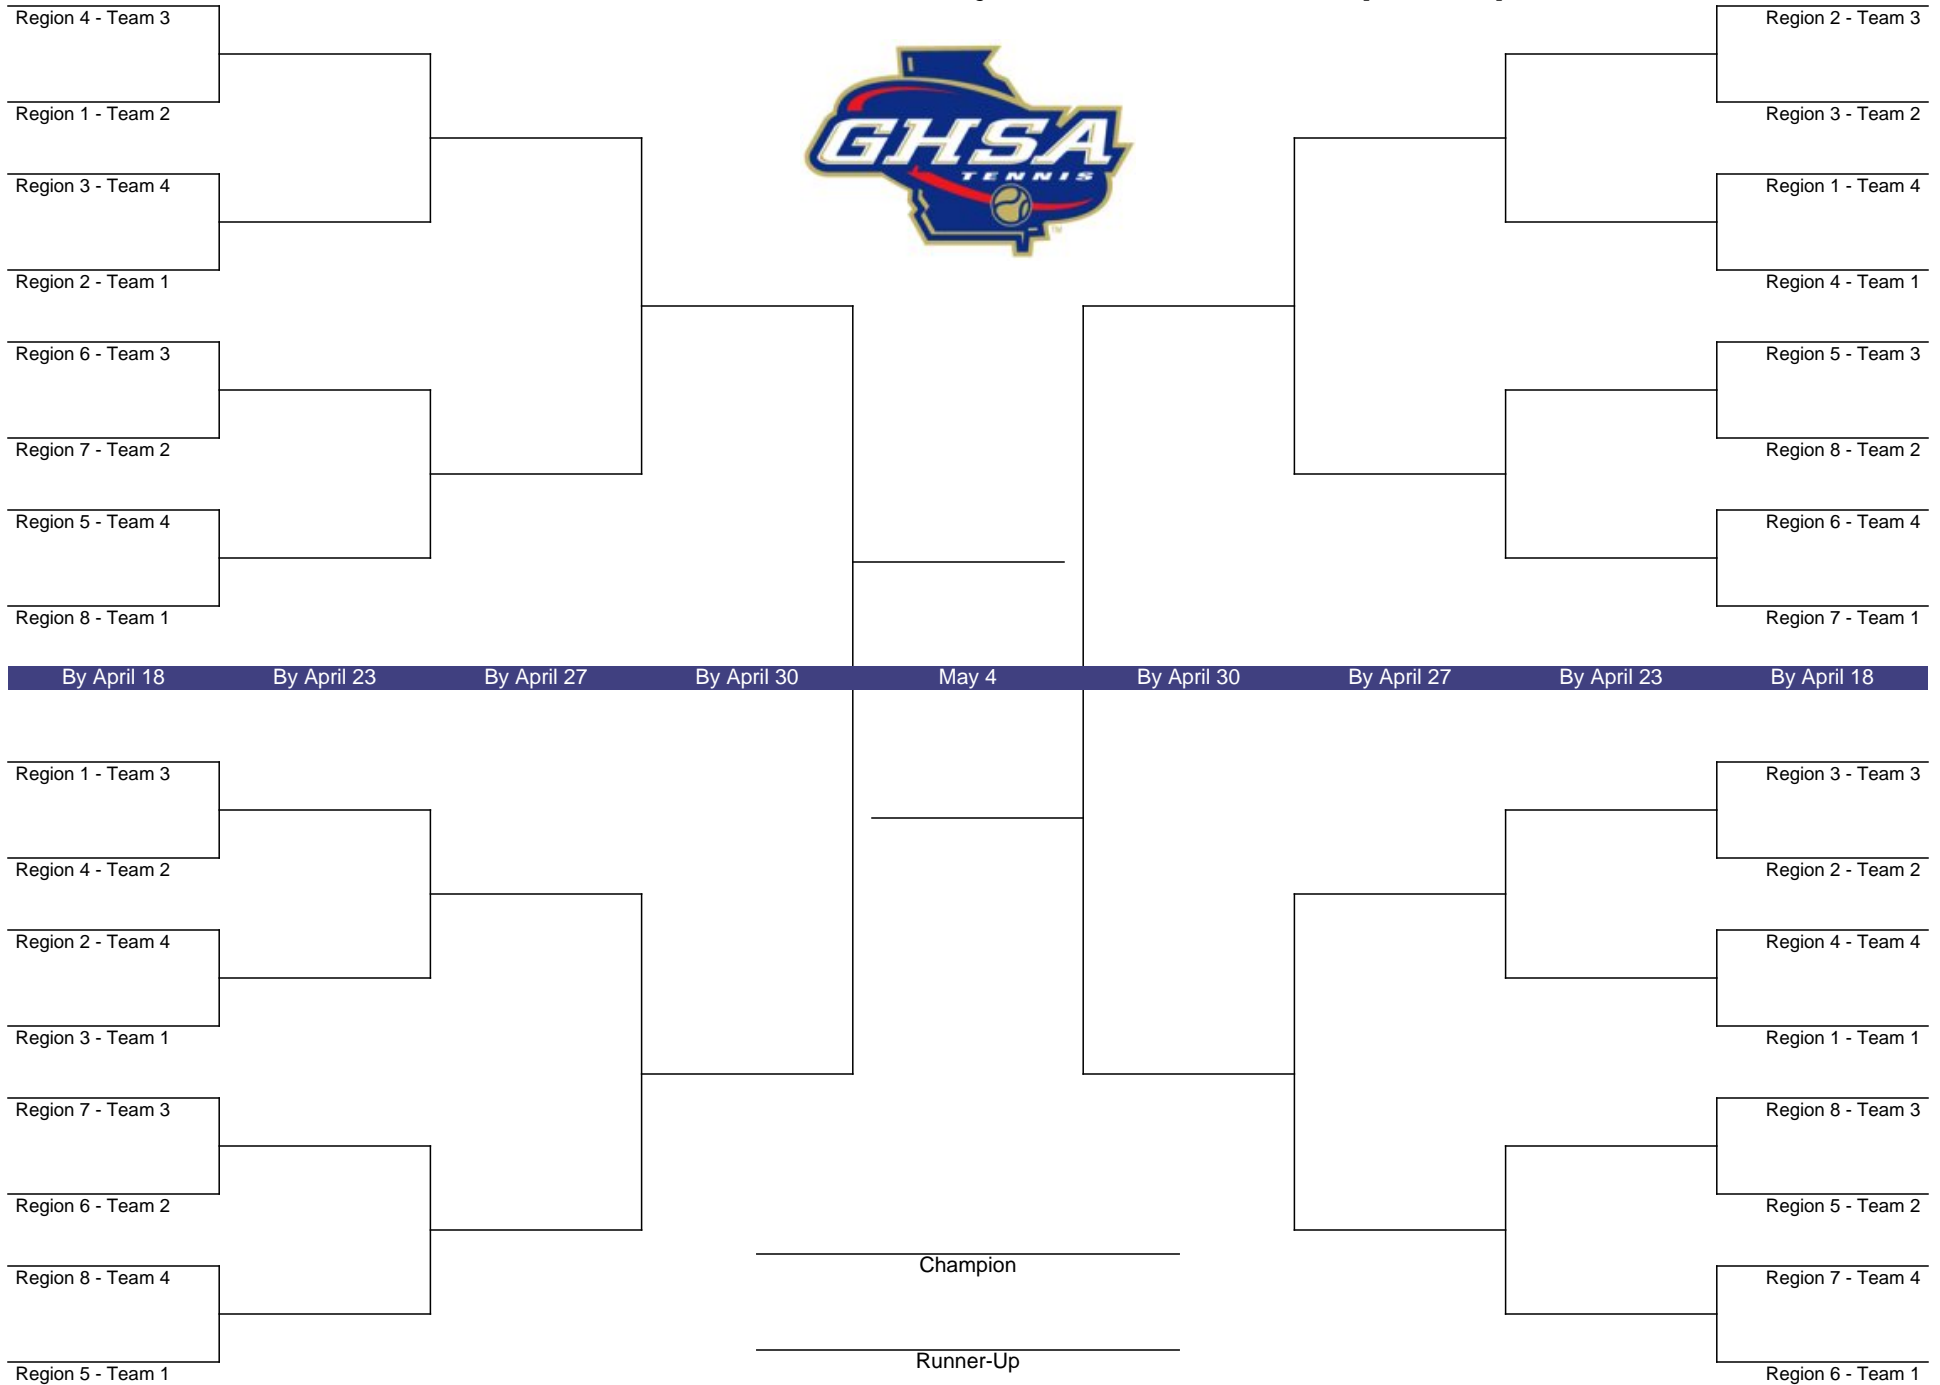 Region 4 - Team 3
Region 1 - Team 2
Region 3 - Team 4
Region 2 - Team 1
Region 6 - Team 3
Region 7 - Team 2
Region 5 - Team 4
Region 8 - Team 1
GHSA
TENNIS
TM
Region 2 - Team 3
Region 3 - Team 2
Region 1 - Team 4
Region 4 - Team 1
Region 5 - Team 3
Region 8 - Team 2
Region 6 - Team 4
Region 7 - Team 1
By April 18 By April 23 By April 27 By April 30 May 4 By April 30 By April 27 By April 23 By April 18
Region 1 - Team 3
Region 4 - Team 2
Region 2 - Team 4
Region 3 - Team 1
Region 7 - Team 3
Region 6 - Team 2
Region 8 - Team 4
Region 5 - Team 1
Champion
Runner-Up
Region 3 - Team 3
Region 2 - Team 2
Region 4 - Team 4
Region 1 - Team 1
Region 8 - Team 3
Region 5 - Team 2
Region 7 - Team 4
Region 6 - Team 1